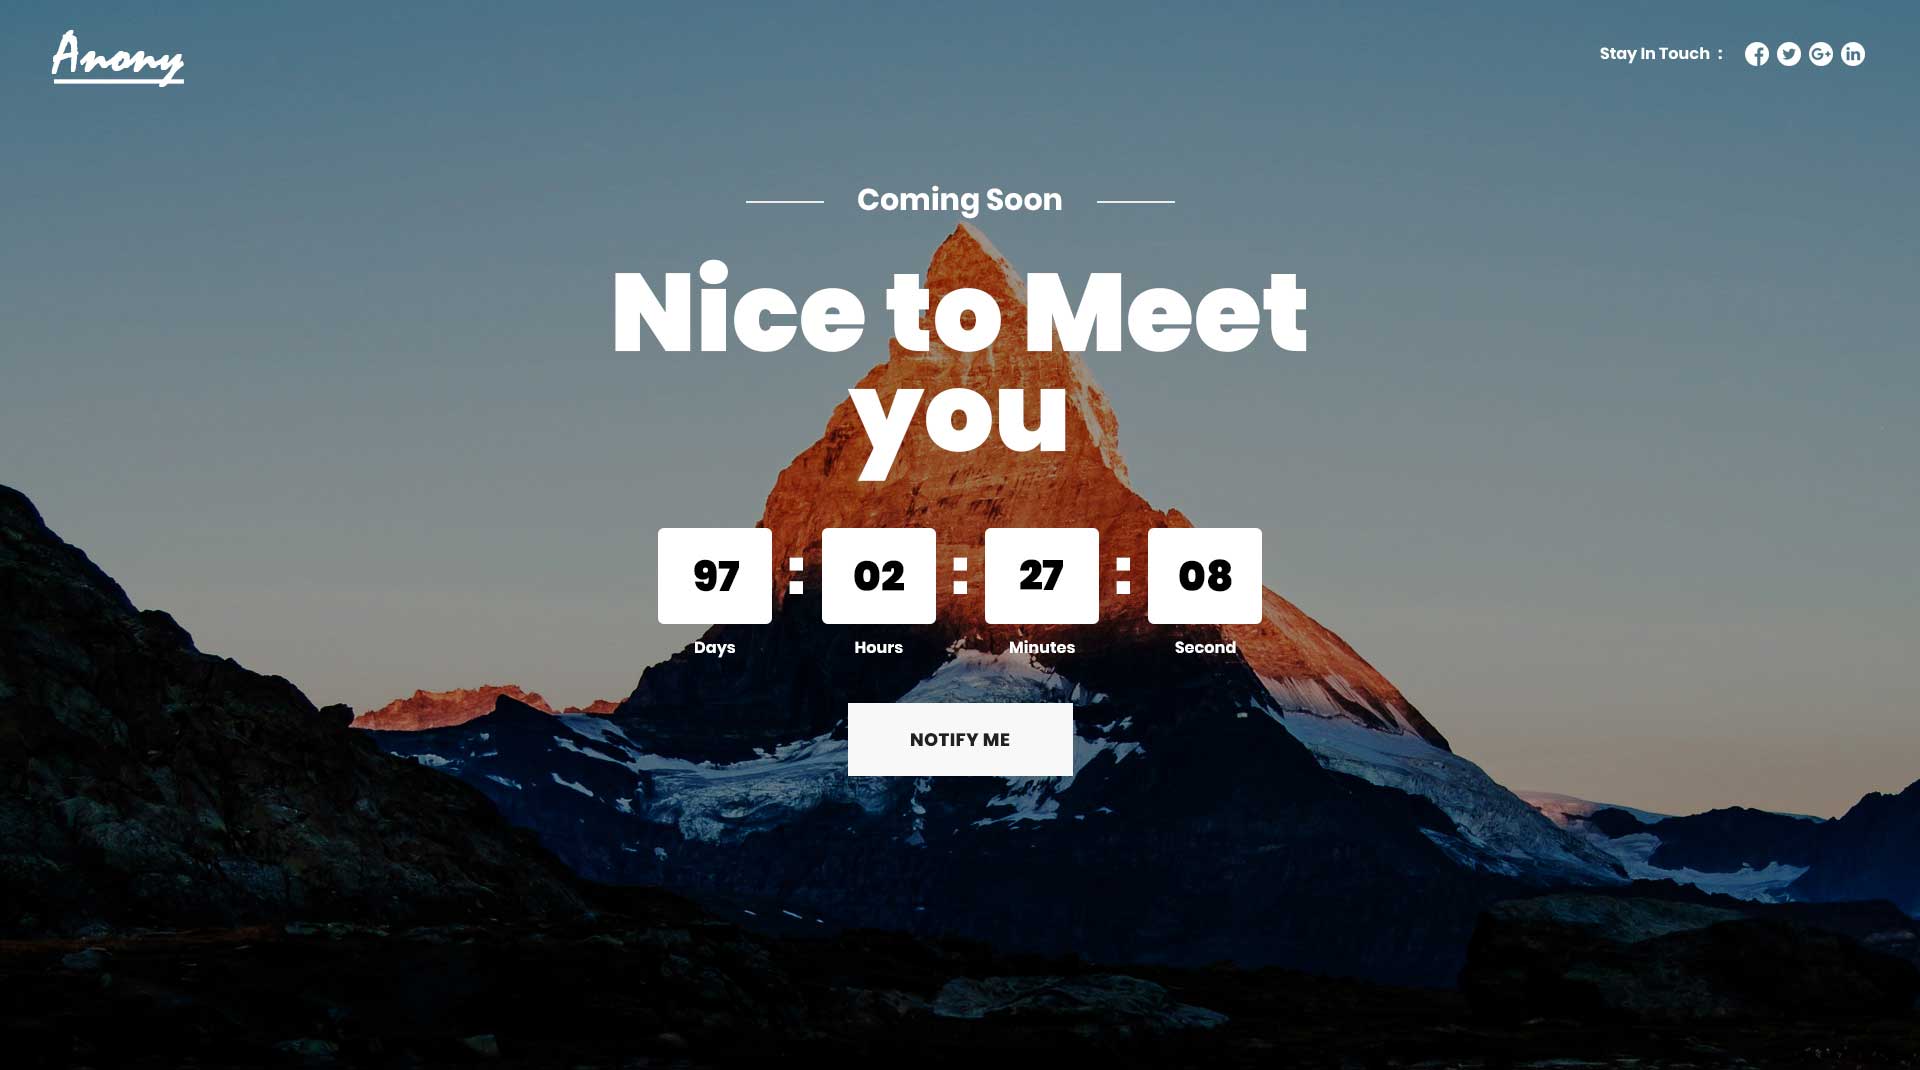 Anony
Stay In Touch :
Coming Soon
Nice to Meet
you
97 : 02 : 27 : 08
Days Hours Minutes Second
NOTIFY ME